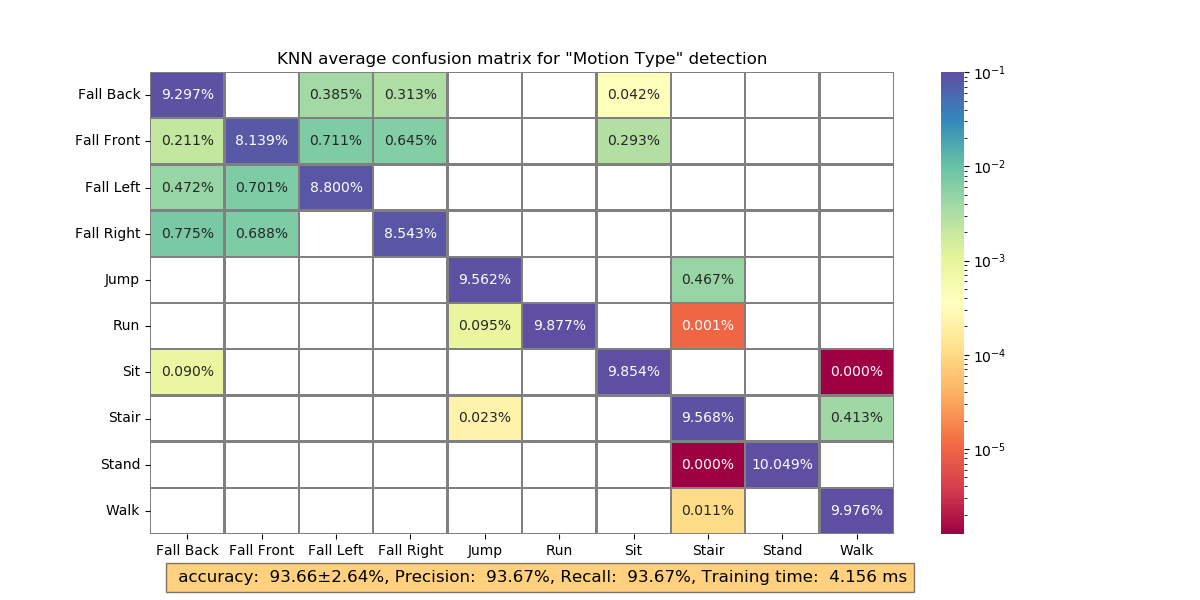 KNN average confusion matrix for "Motion Type" detection
Fall Back 9.297% 0.385% 0.313% 0.042%
Fall Front 0.211% 8.139% 0.711% 0.645% 0.293%
Fall Left 0.472% 0.701% 8.800%
Fall Right 0.775% 0.688% 8.543%
Jump 9.562% 0.467%
Run 0.095% 9.877% 0.001%
Sit 0.090% 9.854% 0.000%
Stair 0.023% 9.568% 0.413%
Stand 0.000% 10.049%
Walk 0.011% 9.976%
Fall Back Fall Front Fall Left Fall Right Jump Run Sit Stair Stand Walk
accuracy: 93.66±2.64%, Precision: 93.67%, Recall: 93.67%, Training time: 4.156 ms
10⁻¹
10⁻²
10⁻³
10⁻⁴
10⁻⁵